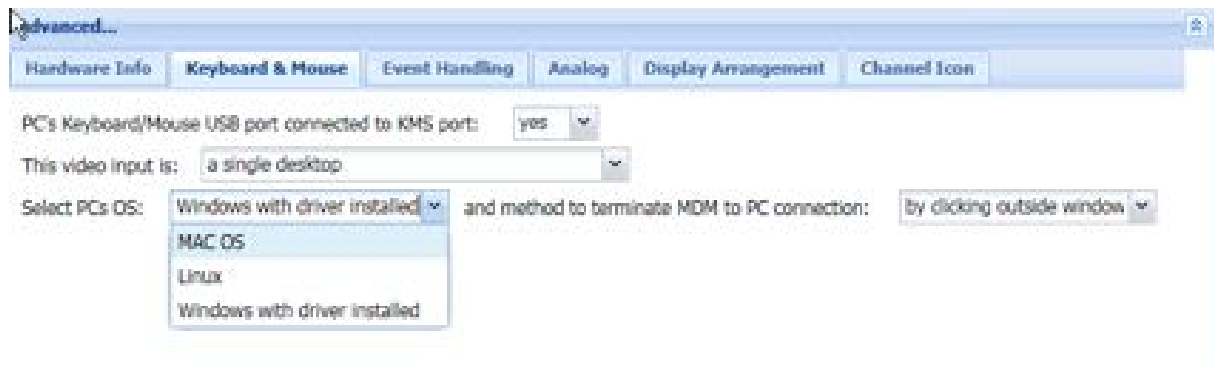 Advanced...
Hardware Info Keyboard & Mouse Event Handling Analog Display Arrangement Channel Icon
PC's Keyboard/Mouse USB port connected to KMS port: yes
This video input is: a single desktop
Select PCs OS: Windows with driver installed and method to terminate MDM to PC connection: by clicking outside window
MAC OS
Linux
Windows with driver installed